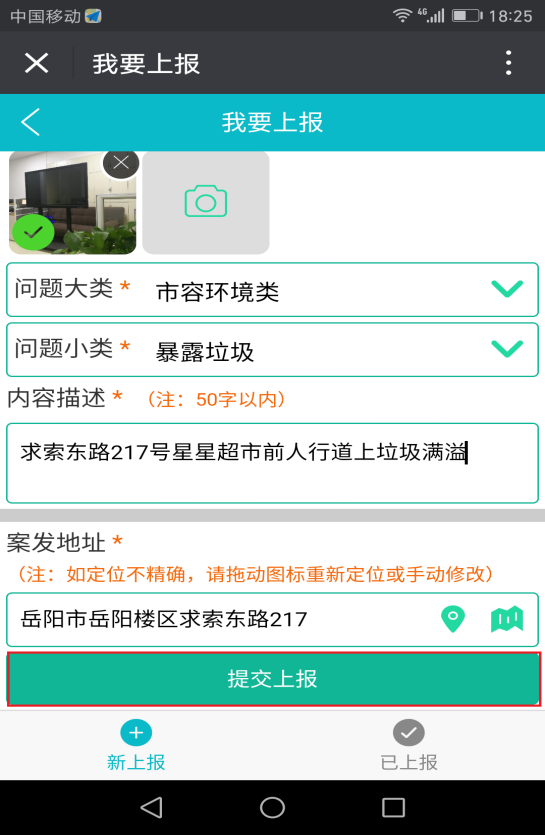 中国移动 4G 18:25
我要上报
我要上报
问题大类 * 市容环境类
问题小类 * 暴露垃圾
内容描述 * （注：50字以内）
求索东路217号星星超市前人行道上垃圾满溢
案发地址 *
（注：如定位不精确，请拖动图标重新定位或手动修改）
岳阳市岳阳楼区求索东路217
提交上报
新上报 已上报